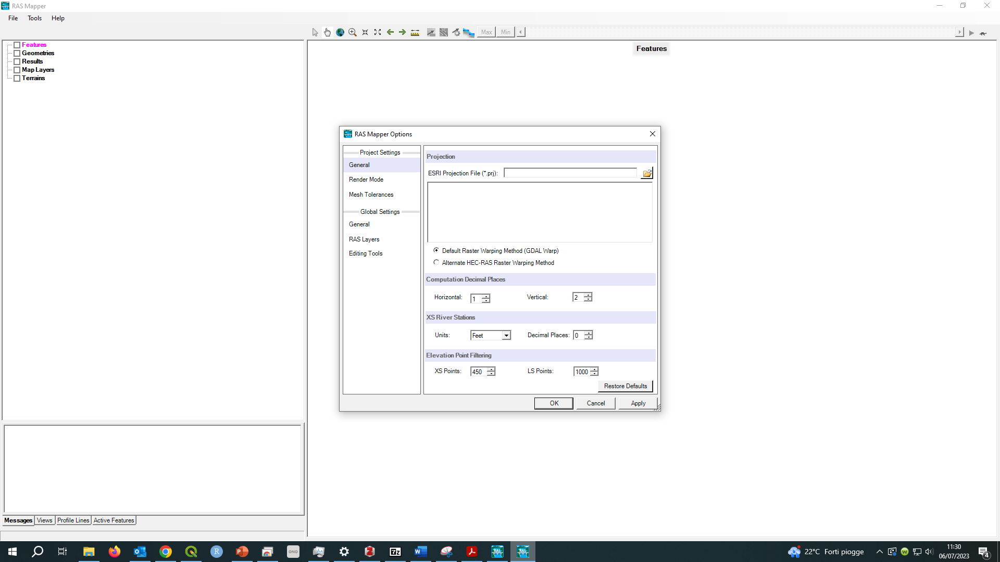 RAS Mapper
File Tools Help
Max Min
Features
Geometries
Results
Map Layers
Terrains
Features
RAS Mapper Options
Project Settings
General
Render Mode
Mesh Tolerances
Global Settings
General
RAS Layers
Editing Tools
Projection
ESRI Projection File (*.prj):
Default Raster Warping Method (GDAL Warp)
Alternate HEC-RAS Raster Warping Method
Computation Decimal Places
Horizontal: 1 Vertical: 2
XS River Stations
Units: Feet Decimal Places: 0
Elevation Point Filtering
XS Points: 450 LS Points: 1000
Restore Defaults
OK Cancel Apply
Messages Views Profile Lines Active Features
22°C Forti piogge
11:30
06/07/2023
4